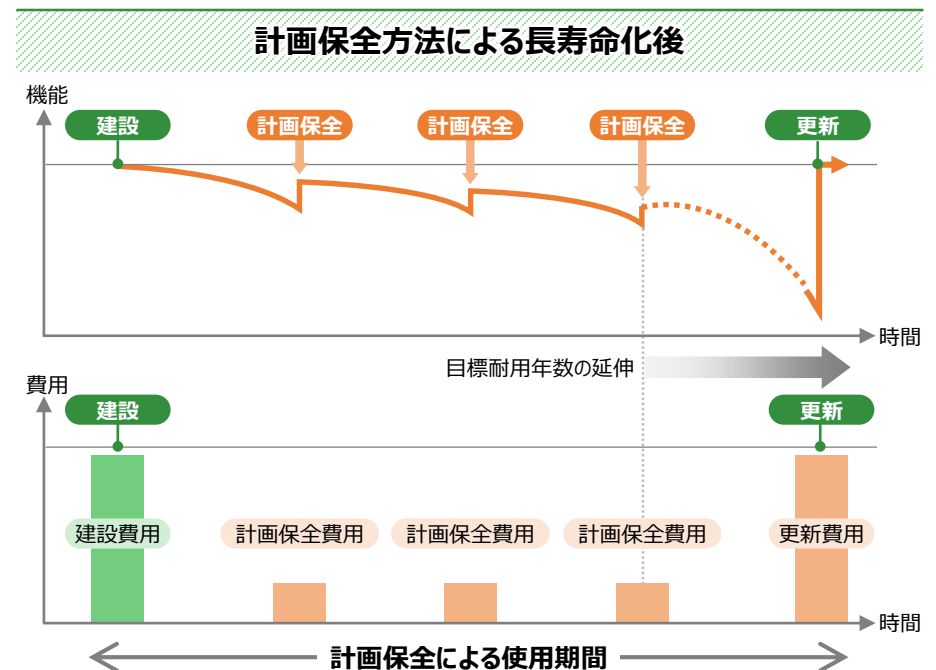 計画保全方法による長寿命化後
機能
建設
計画保全
計画保全
計画保全
更新
時間
目標耐用年数の延伸
費用
建設
更新
建設費用
計画保全費用
計画保全費用
計画保全費用
更新費用
時間
計画保全による使用期間